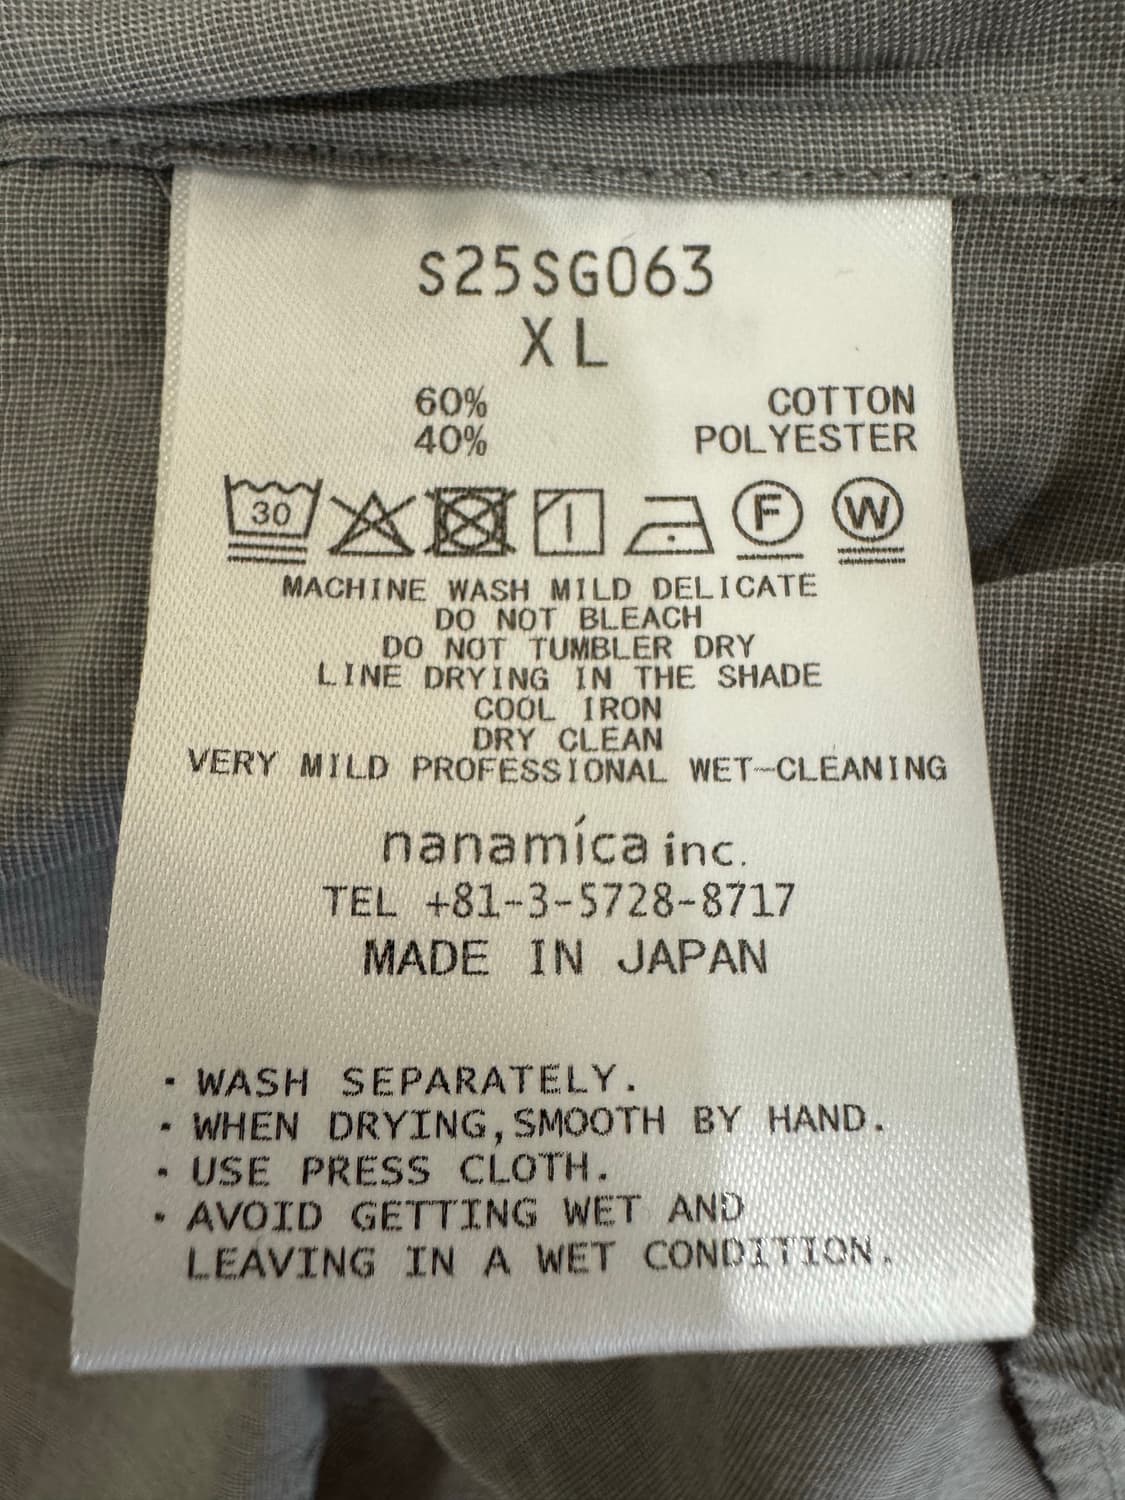 S25SG063
XL
60% COTTON
40% POLYESTER
30 F W
MACHINE WASH MILD DELICATE
DO NOT BLEACH
DO NOT TUMBLER DRY
LINE DRYING IN THE SHADE
COOL IRON
DRY CLEAN
VERY MILD PROFESSIONAL WET-CLEANING
nanamíca inc.
TEL +81-3-5728-8717
MADE IN JAPAN
・WASH SEPARATELY.
・WHEN DRYING,SMOOTH BY HAND.
・USE PRESS CLOTH.
・AVOID GETTING WET AND
LEAVING IN A WET CONDITION.